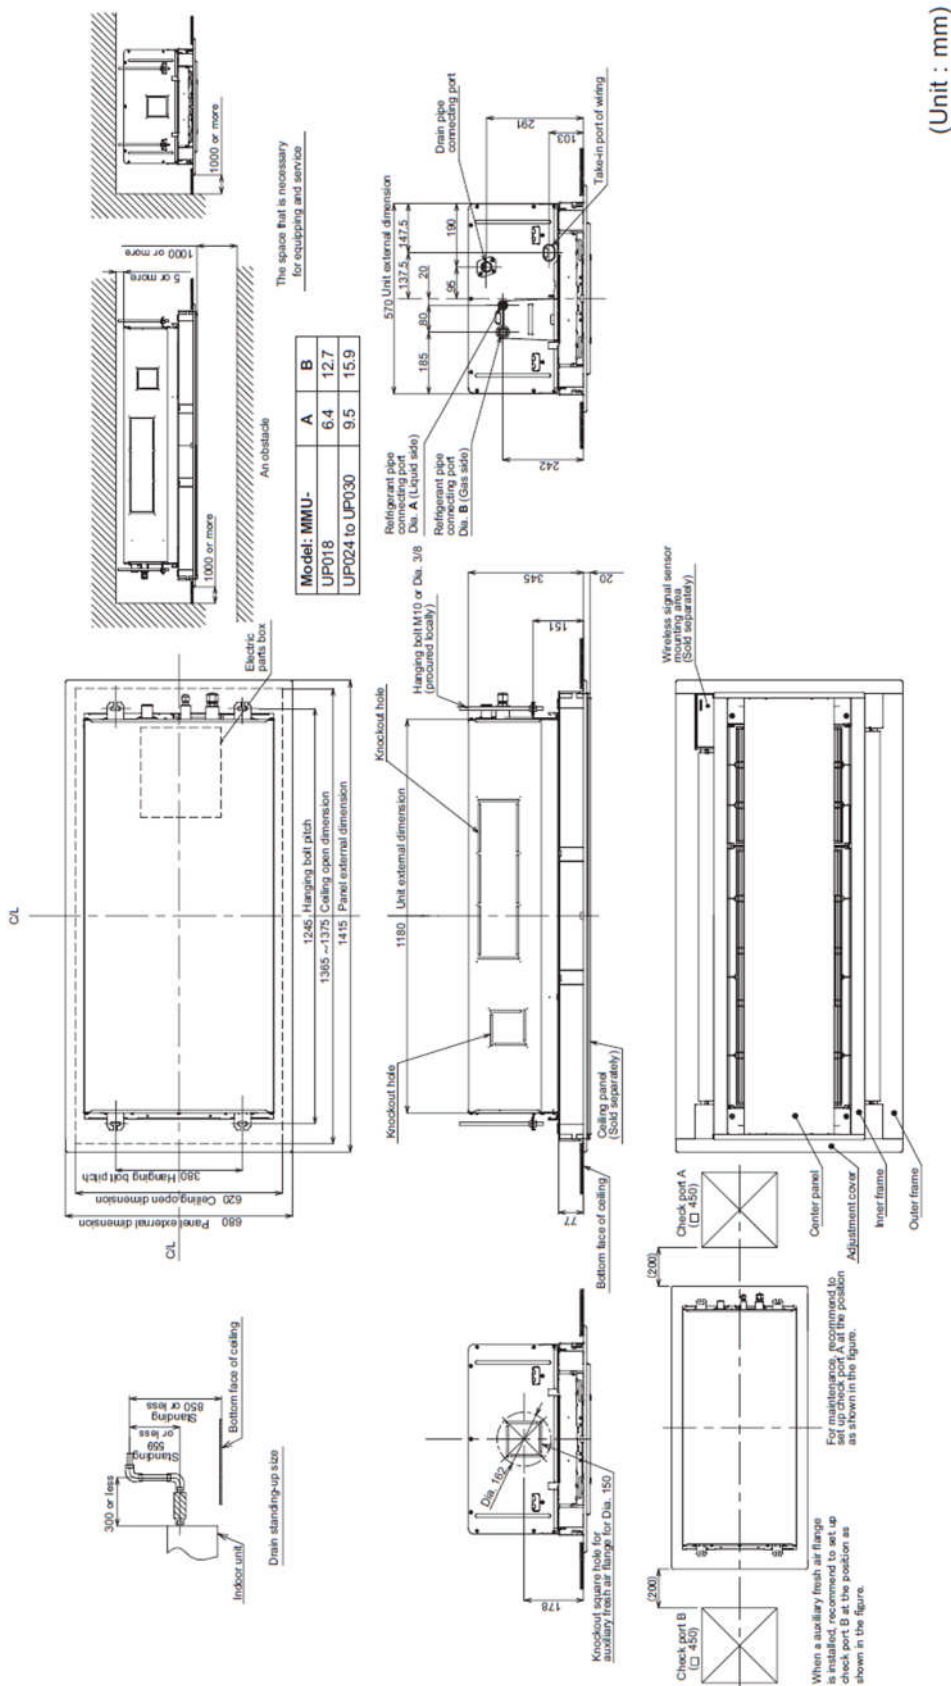 (Unit : mm)
1000 or more
The space that is necessary
for equipping and service
5 or more
1000 or more
1000 or more
An obstacle
Model: MMU- A B
UP018 6.4 12.7
UP024 to UP030 9.5 15.9
C/L
Electric
parts box
1245 Hanging bolt pitch
1365 ~1375 Ceiling open dimension
1415 Panel external dimension
380 Hanging bolt pitch
620 Ceiling open dimension
680 Panel external dimension
C/L
300 or less
Standing
559
or less
Standing
850 or less
Bottom face of ceiling
Indoor unit
Drain standing-up size
570 Unit external dimension
137.5
147.5
20
95
190
80
185
Drain pipe
connecting port
291
103
Take-in port of wiring
Refrigerant pipe
connecting port
Dia. A (Liquid side)
Refrigerant pipe
connecting port
Dia. B (Gas side)
242
Hanging bolt M10 or Dia. 3/8
(procured locally)
345
151
20
Knockout hole
1180 Unit external dimension
Knockout hole
Ceiling panel
(Sold separately)
77
Bottom face of ceiling
Dia. 162
178
Knockout square hole for
auxiliary fresh air flange for Dia. 150
Wireless signal sensor
mounting area
(Sold separately)
Center panel
Adjustment cover
Inner frame
Outer frame
Check port A
(□ 450)
(200)
For maintenance, recommend to
set up check port A at the position
as shown in the figure.
(200)
Check port B
(□ 450)
When a auxiliary fresh air flange
is installed, recommend to set up
check port B at the position as
shown in the figure.